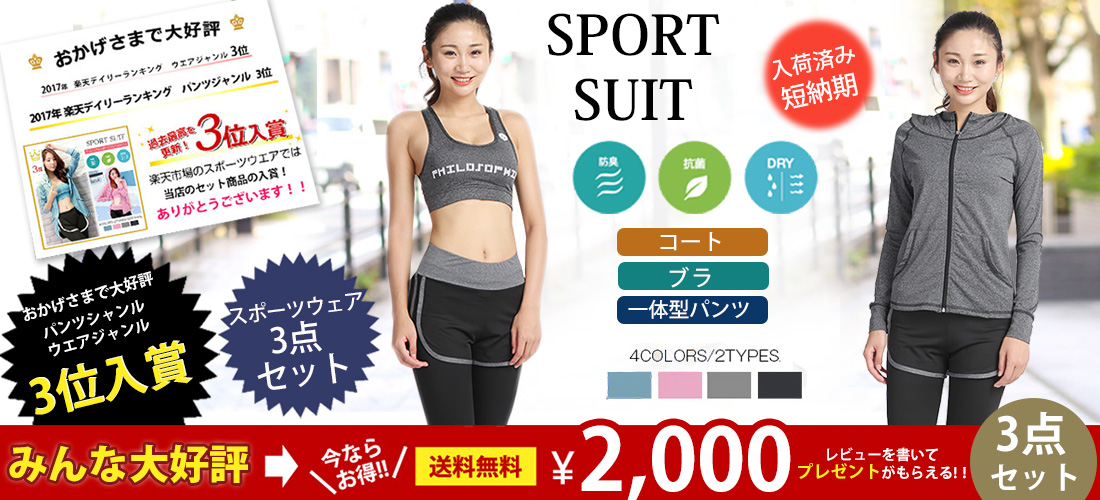 おかげさまで大好評
2017年 楽天デイリーランキング ウエアジャンル 3位
2017年 楽天デイリーランキング パンツジャンル 3位
過去最高を
更新!
3位入賞
SPORT SUIT
3点
楽天市場のスポーツウエアでは
当店のセット商品の入賞!
ありがとうございます!!
おかげさまで大好評
パンツシャンル
ウエアジャンル
3位入賞
スポーツウェア
3点
セット
PHILOSOPHI
SPORT
SUIT
入荷済み
短納期
防臭
抗菌
DRY
コート
ブラ
一体型パンツ
4COLORS/2TYPES.
みんな大好評
今なら
お得!!
送料無料
¥2,000
レビューを書いて
プレゼントがもらえる!!
3点
セット